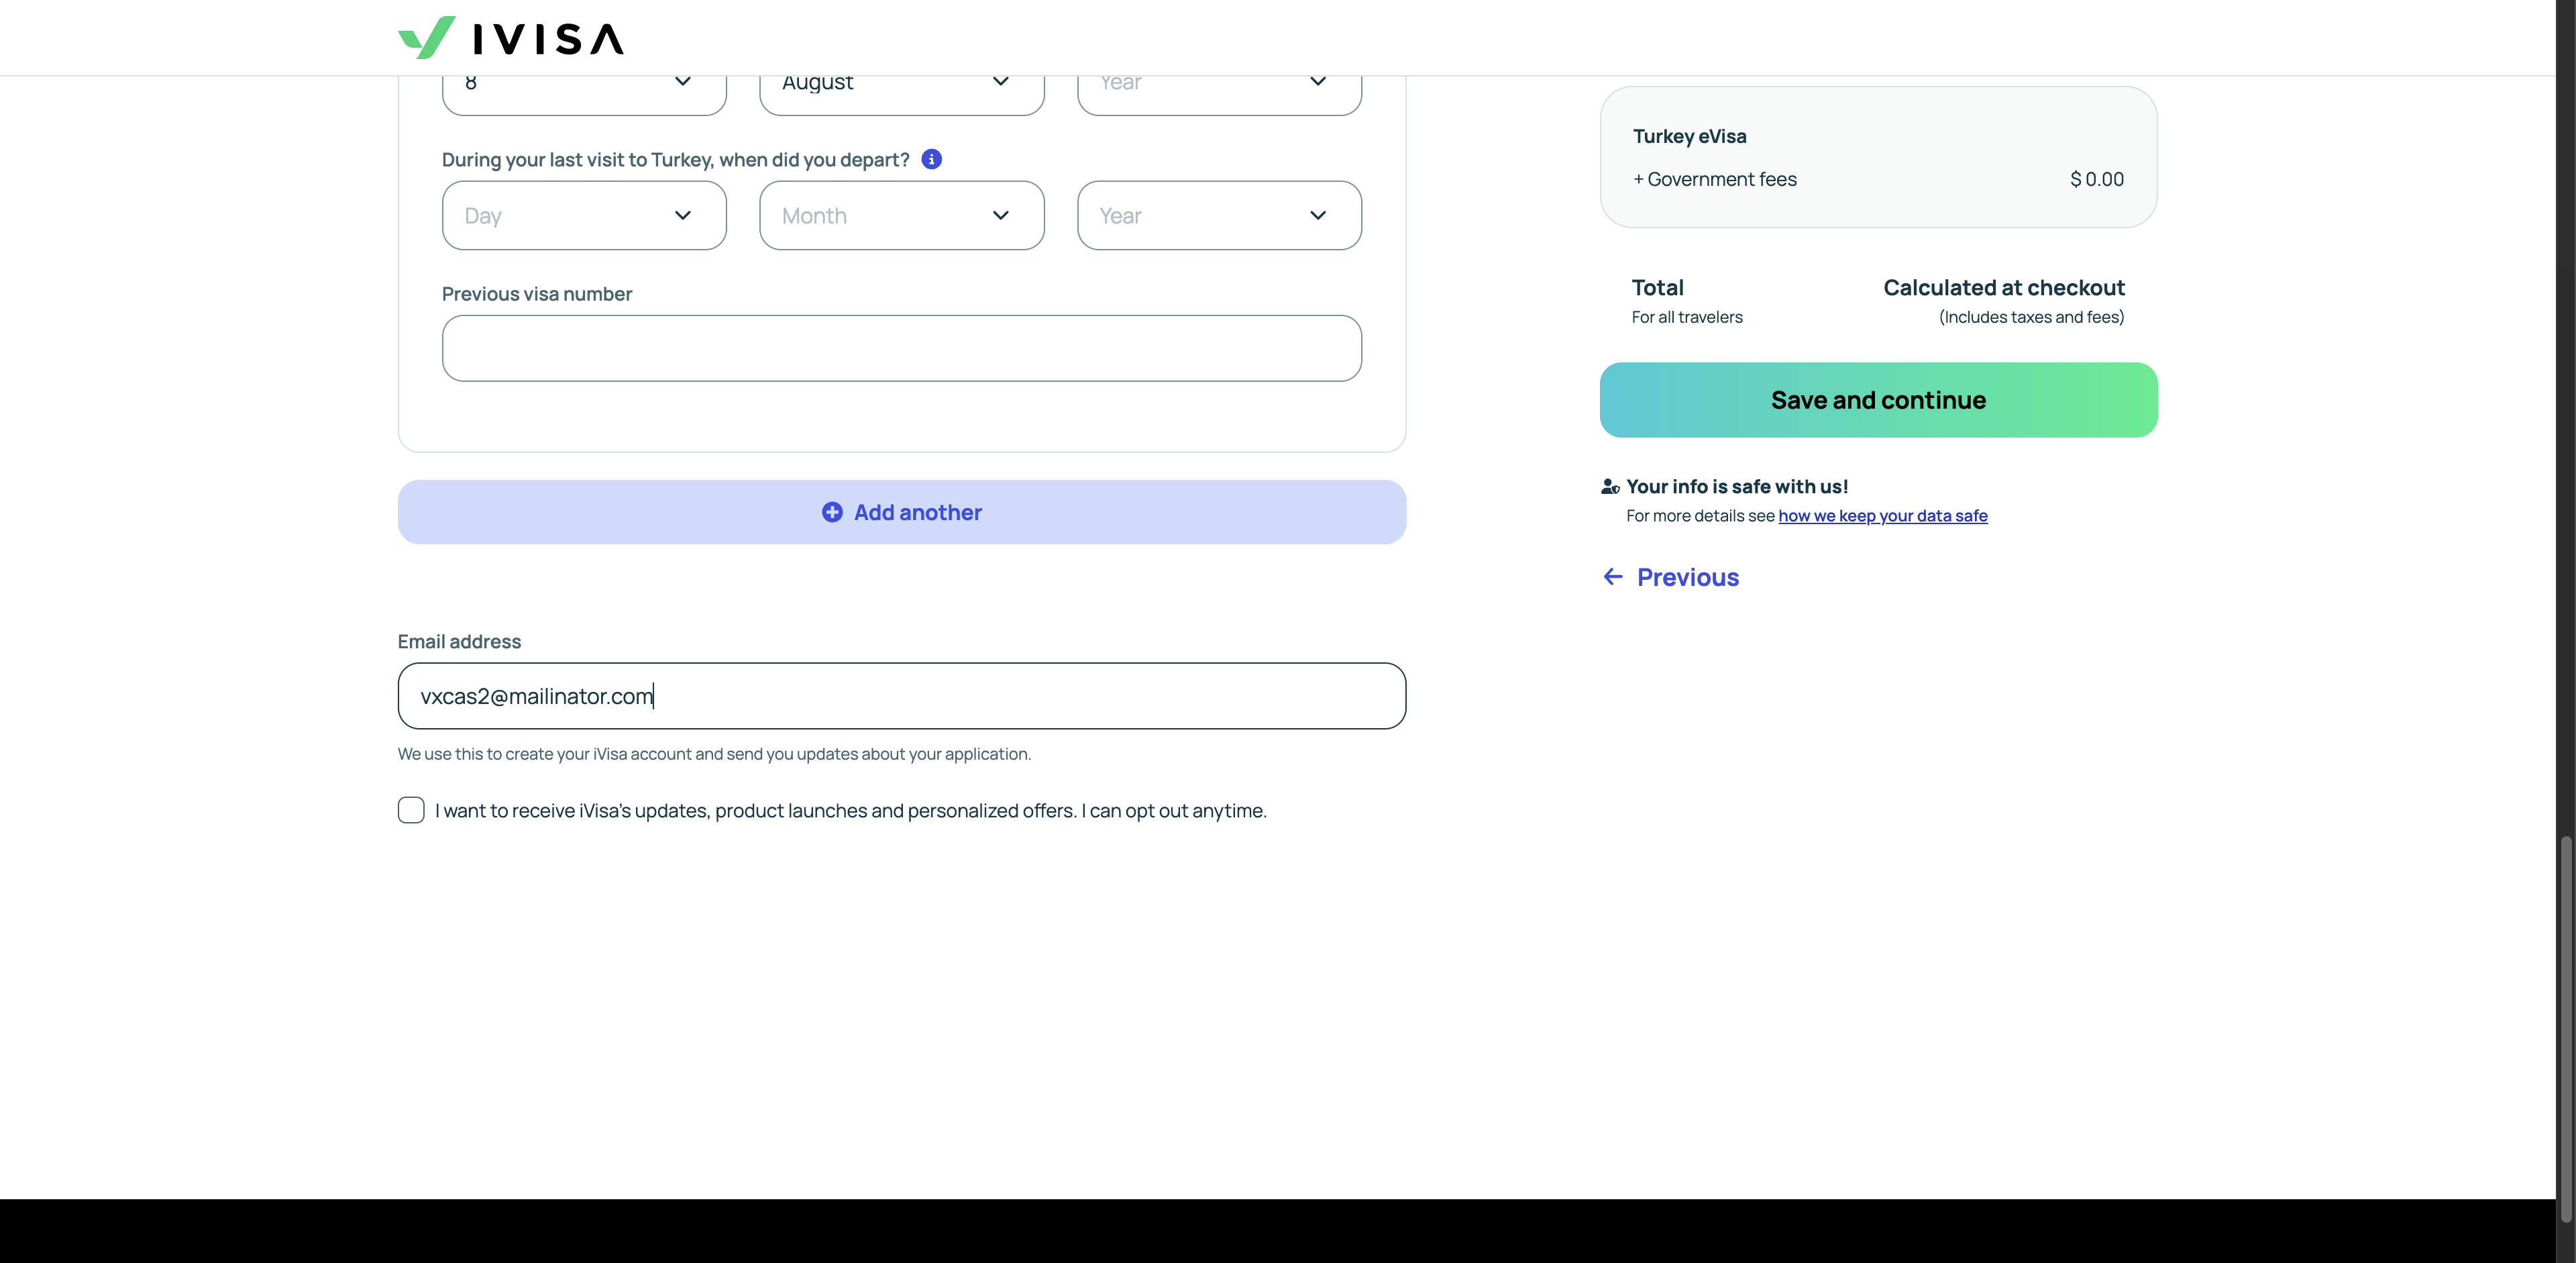 IVISA
8 August Year
During your last visit to Turkey, when did you depart?
Day Month Year
Previous visa number
Add another
Email address
vxcas2@mailinator.com
We use this to create your iVisa account and send you updates about your application.
I want to receive iVisa's updates, product launches and personalized offers. I can opt out anytime.
Turkey eVisa
+ Government fees $ 0.00
Total Calculated at checkout
For all travelers (Includes taxes and fees)
Save and continue
Your info is safe with us!
For more details see how we keep your data safe
Previous